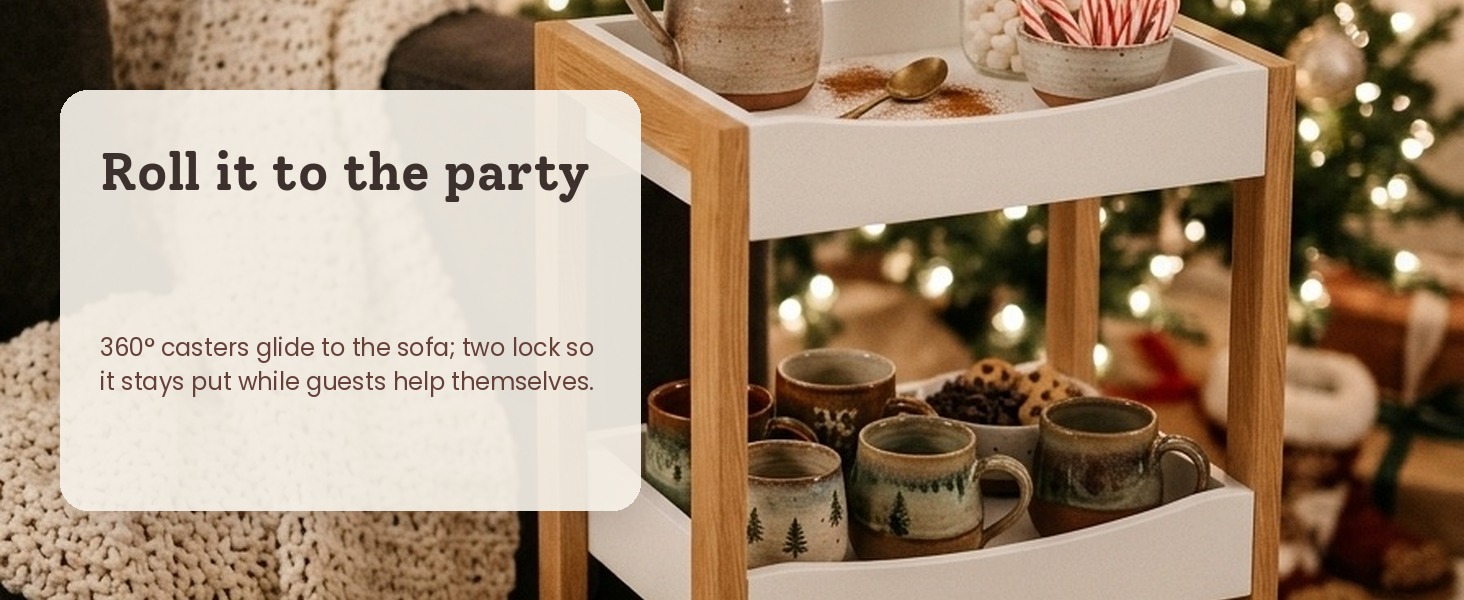 Roll it to the party
360° casters glide to the sofa; two lock so
it stays put while guests help themselves.